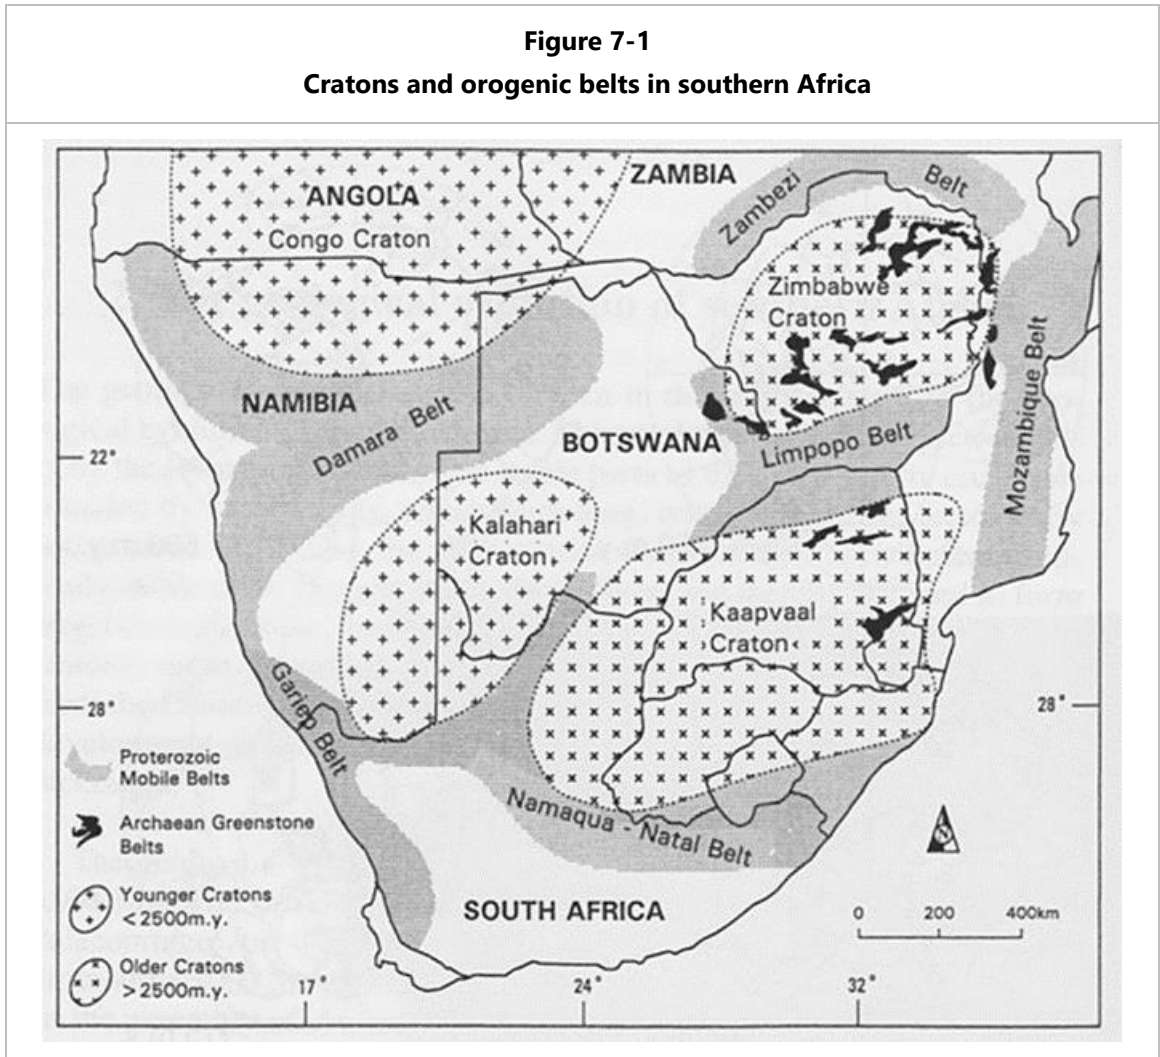 Figure 7-1
Cratons and orogenic belts in southern Africa
ANGOLA
Congo Craton
ZAMBIA
Zambezi Belt
Zimbabwe
Craton
Mozambique Belt
NAMIBIA
Damara Belt
BOTSWANA
Limpopo Belt
22°
Kalahari
Craton
Kaapvaal
Craton
Gariep Belt
28°
28°
Namaqua - Natal Belt
SOUTH AFRICA
N
0 200 400km
Proterozoic
Mobile Belts
Archaean Greenstone
Belts
Younger Cratons
<2500m.y.
Older Cratons
>2500m.y.
17° 24° 32°